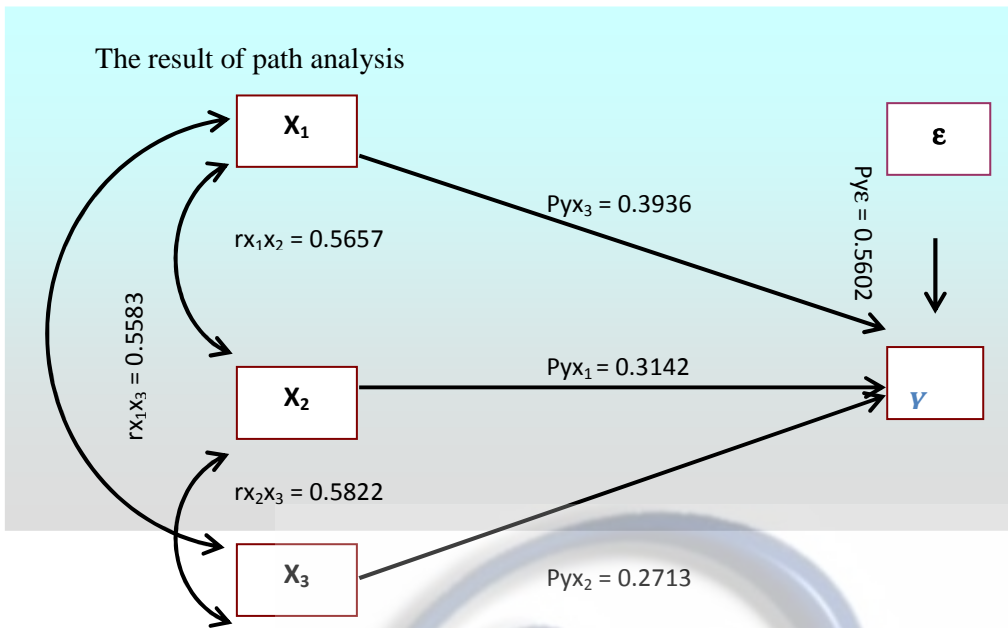 The result of path analysis
X₁
ε
Pyx₃ = 0.3936
Pyε = 0.5602
rx₁x₂ = 0.5657
rx₁x₃ = 0.5583
Pyx₁ = 0.3142
X₂
Y
rx₂x₃ = 0.5822
X₃
Pyx₂ = 0.2713